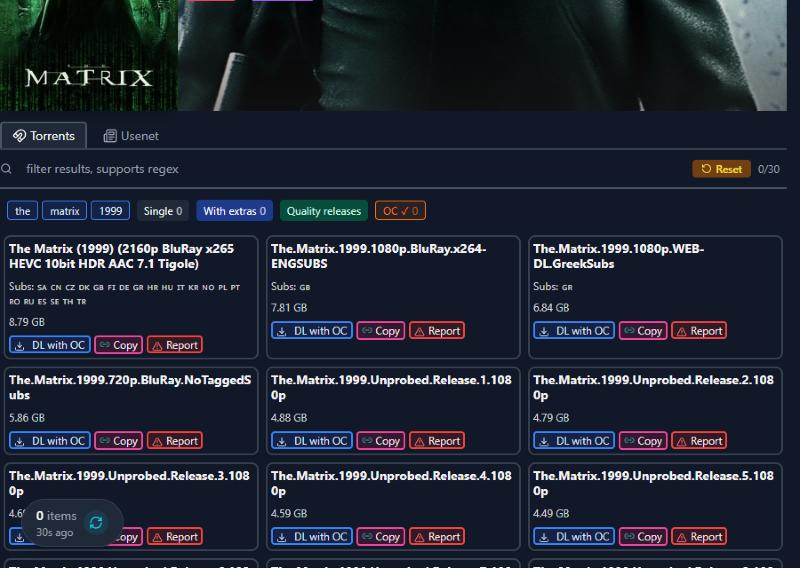 MATRIX
Torrents
Usenet
filter results, supports regex
Reset
0/30
the
matrix
1999
Single 0
With extras 0
Quality releases
OC ✓ 0
The Matrix (1999) (2160p BluRay x265
HEVC 10bit HDR AAC 7.1 Tigole)
Subs: SA CN CZ DK GB FI DE GR HR HU IT KR NO PL PT
RO RU ES SE TH TR
8.79 GB
DL with OC
Copy
Report
The.Matrix.1999.1080p.BluRay.x264-
ENGSUBS
Subs: GB
7.81 GB
DL with OC
Copy
Report
The.Matrix.1999.1080p.WEB-
DL.GreekSubs
Subs: GR
6.84 GB
DL with OC
Copy
Report
The.Matrix.1999.720p.BluRay.NoTaggedS
ubs
5.86 GB
DL with OC
Copy
Report
The.Matrix.1999.Unprobed.Release.1.108
0p
4.88 GB
DL with OC
Copy
Report
The.Matrix.1999.Unprobed.Release.2.108
0p
4.79 GB
DL with OC
Copy
Report
The.Matrix.1999.Unprobed.Release.3.108
0p
Copy
Report
The.Matrix.1999.Unprobed.Release.4.108
0p
4.59 GB
DL with OC
Copy
Report
The.Matrix.1999.Unprobed.Release.5.108
0p
4.49 GB
DL with OC
Copy
Report
0 items
30s ago